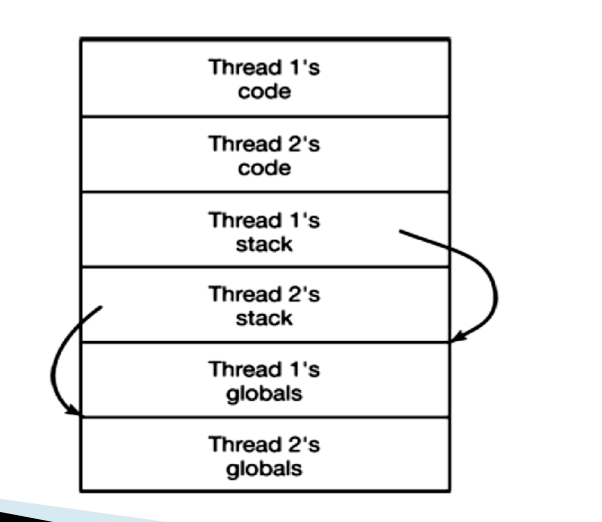 Thread 1's
code
Thread 2's
code
Thread 1's
stack
Thread 2's
stack
Thread 1's
globals
Thread 2's
globals